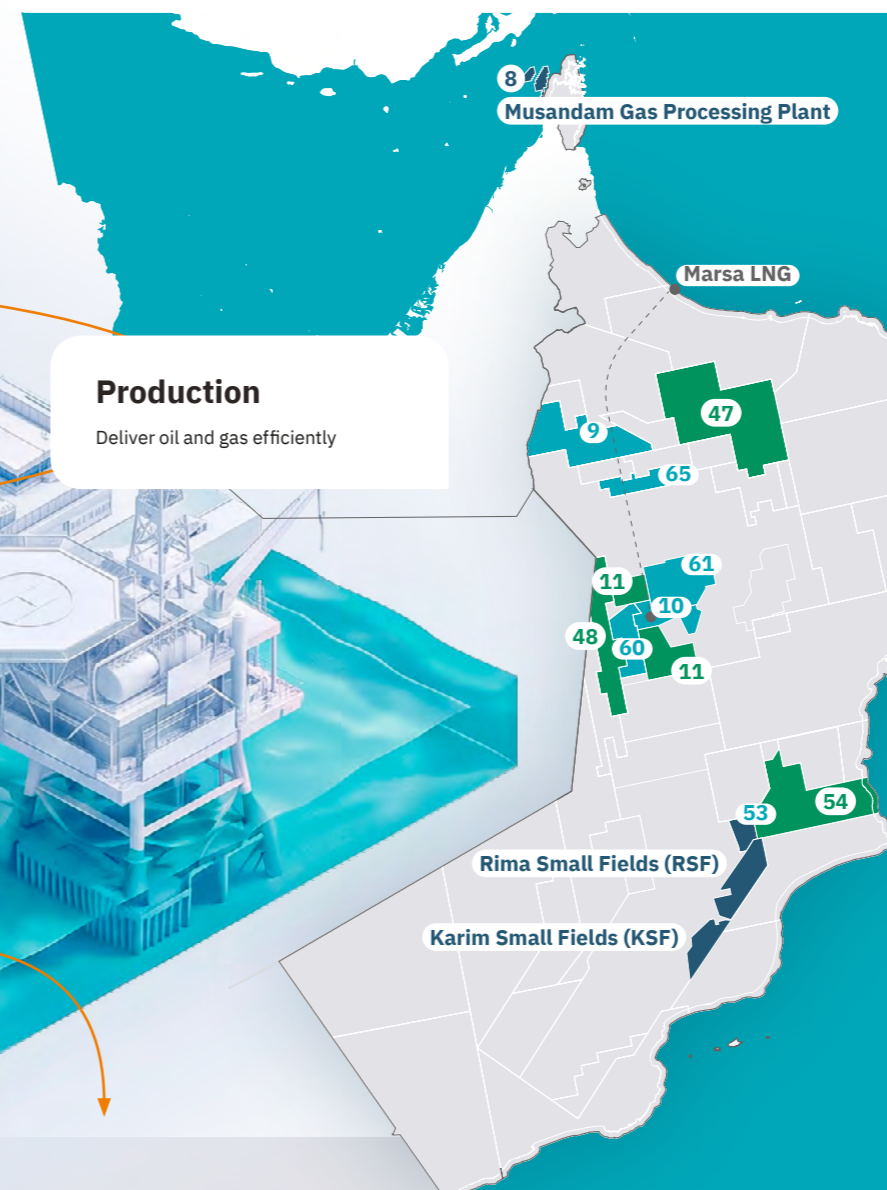 8
Musandam Gas Processing Plant
Marsa LNG
Production
Deliver oil and gas efficiently
47
9
65
61
11
10
48
60
11
54
53
Rima Small Fields (RSF)
Karim Small Fields (KSF)
H